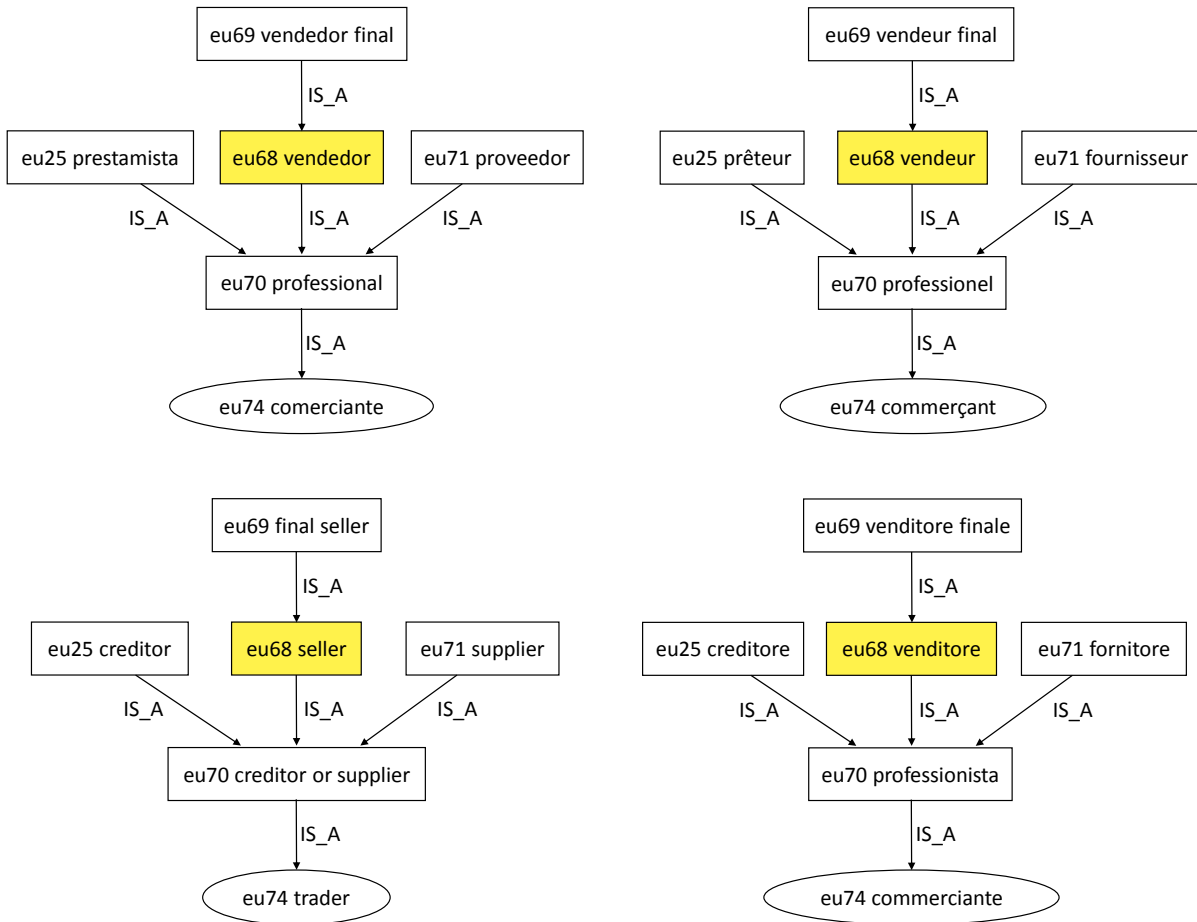 eu69 vendedor final
IS_A
eu25 prestamista
eu68 vendedor
eu71 proveedor
IS_A
IS_A
IS_A
eu70 professional
IS_A
eu74 comerciante
eu69 vendeur final
IS_A
eu25 prêteur
eu68 vendeur
eu71 fournisseur
IS_A
IS_A
IS_A
eu70 professionel
IS_A
eu74 commerçant
eu69 final seller
IS_A
eu25 creditor
eu68 seller
eu71 supplier
IS_A
IS_A
IS_A
eu70 creditor or supplier
IS_A
eu74 trader
eu69 venditore finale
IS_A
eu25 creditore
eu68 venditore
eu71 fornitore
IS_A
IS_A
IS_A
eu70 professionista
IS_A
eu74 commerciante